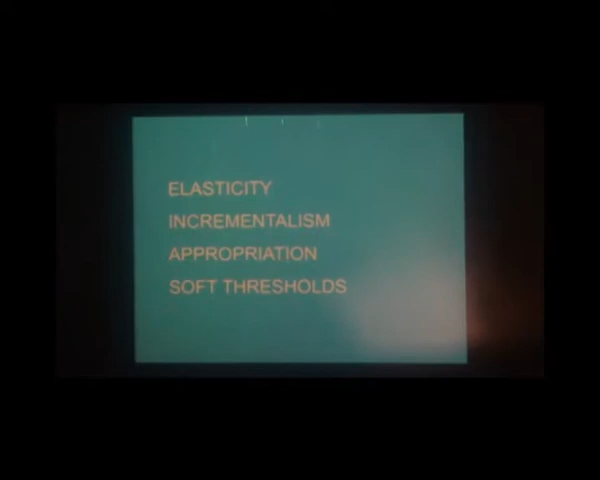 ELASTICITY
INCREMENTALISM
APPROPRIATION
SOFT THRESHOLDS